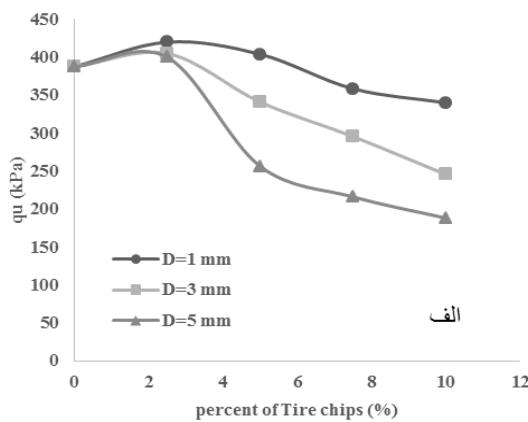 450
400
350
300
250
200
150
100
50
0
qu (kPa)
D=1 mm
D=3 mm
D=5 mm
الف
0 2 4 6 8 10 12
percent of Tire chips (%)